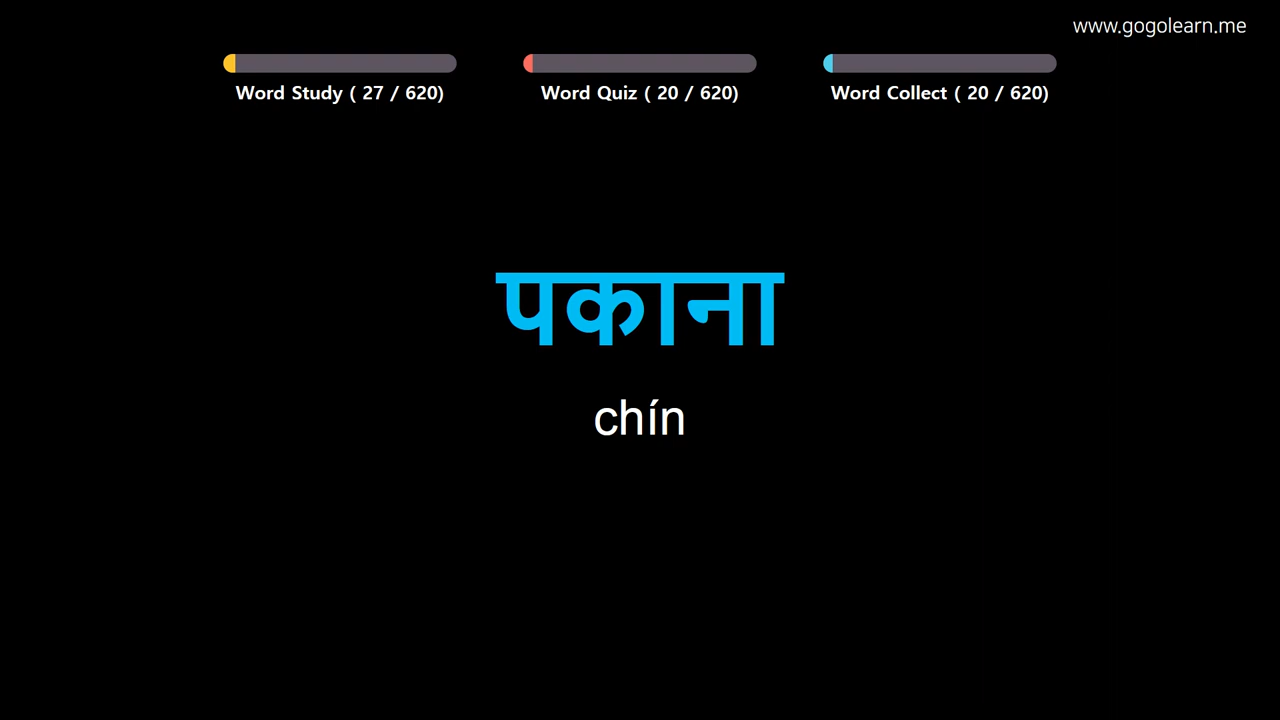 www.gogolearn.me
Word Study ( 27 / 620)
Word Quiz ( 20 / 620)
Word Collect ( 20 / 620)
पकाना
chín